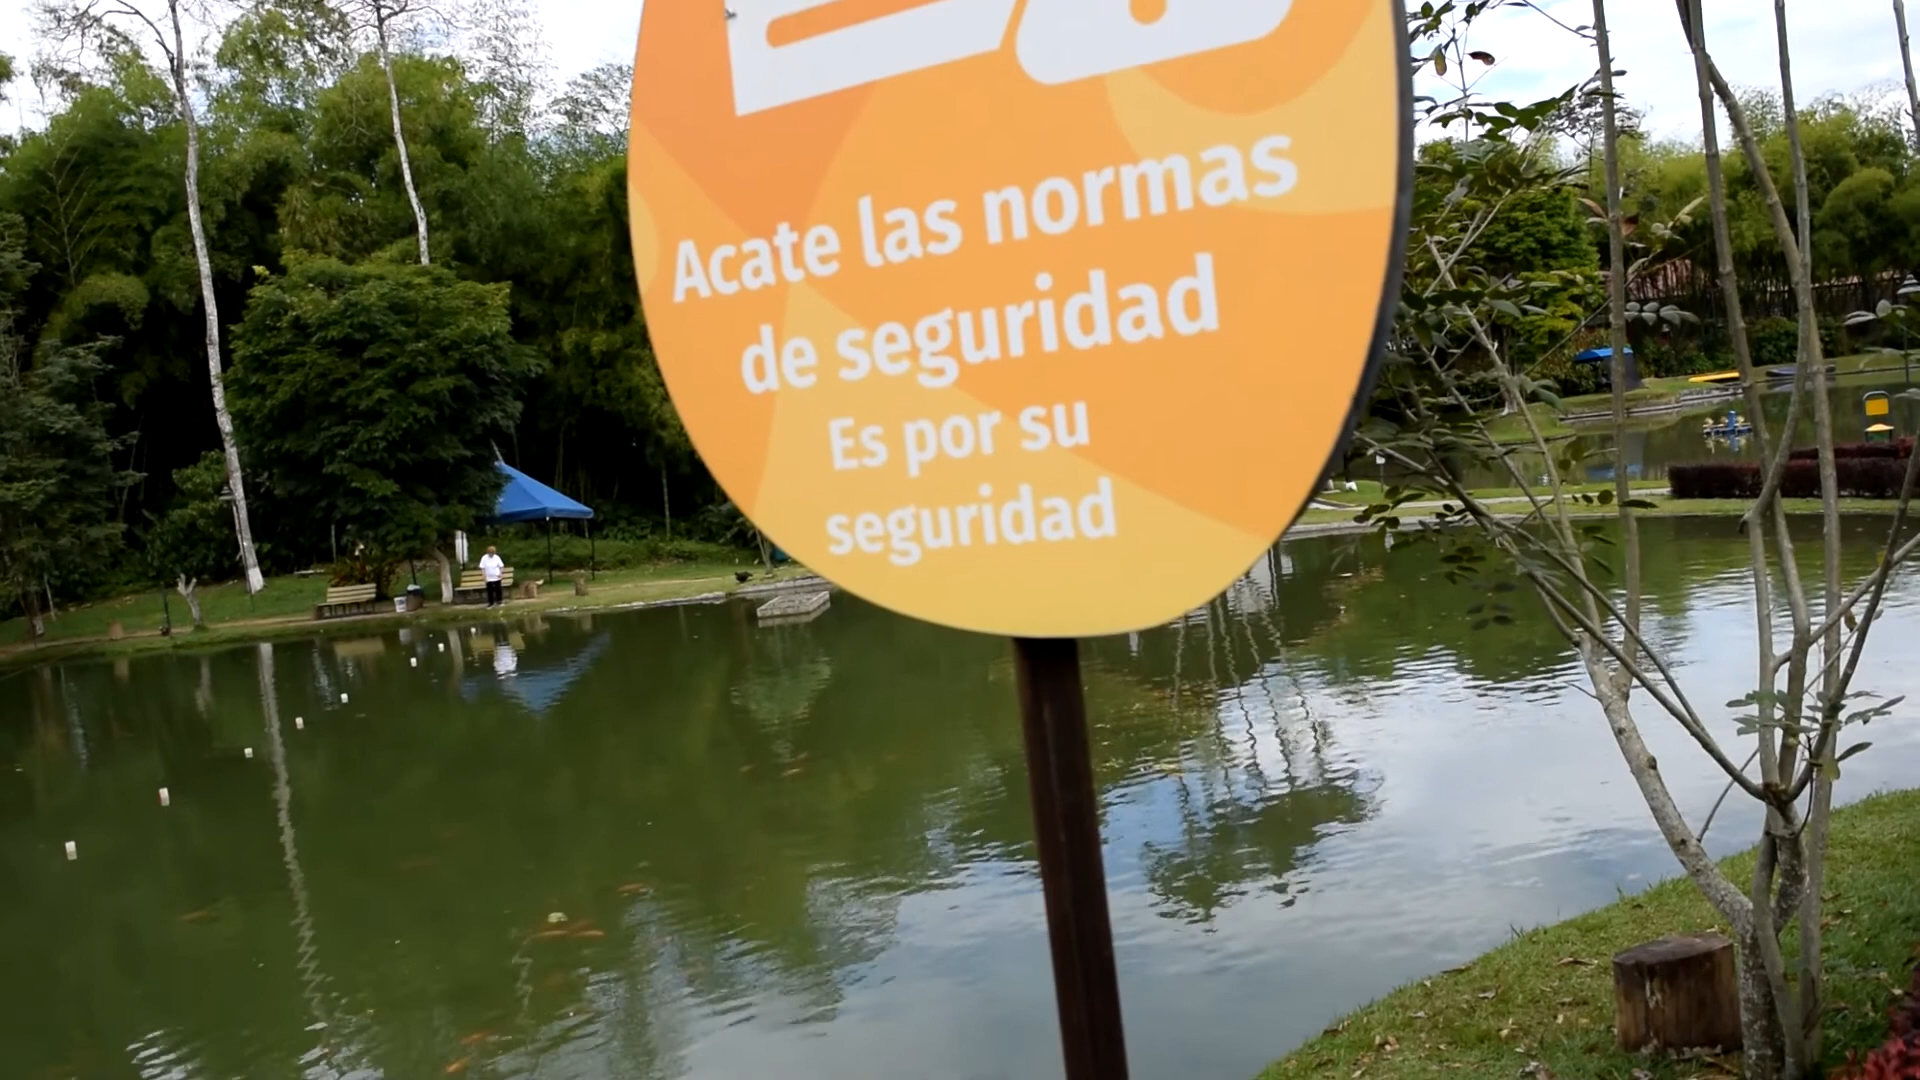 Acate las normas
de seguridad
Es por su
seguridad